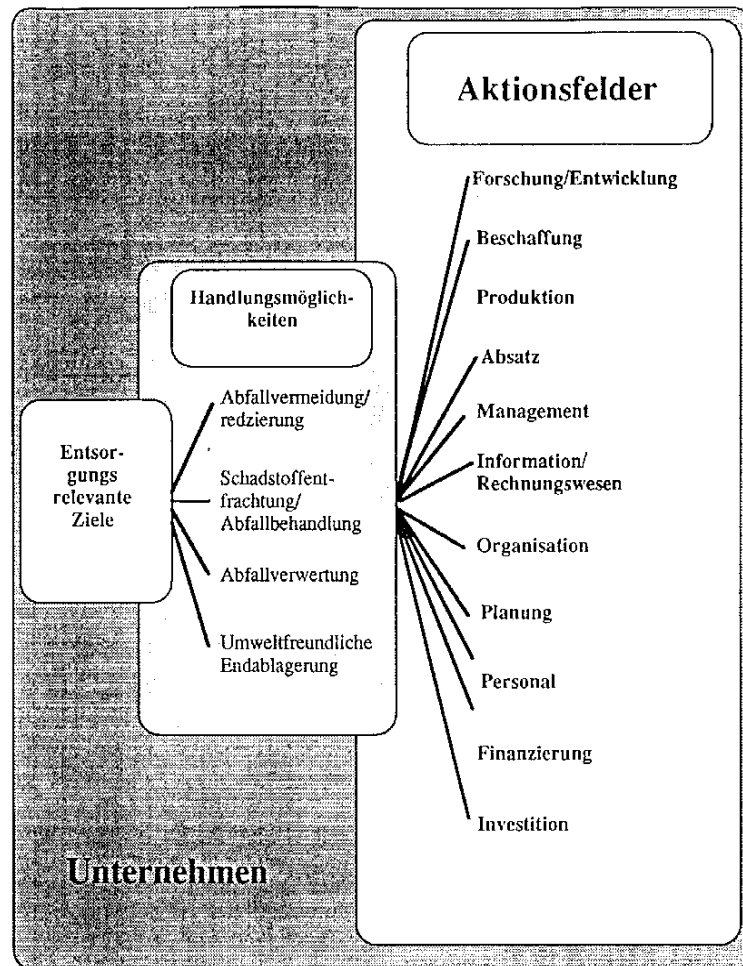 Aktionsfelder
Forschung/Entwicklung
Beschaffung
Produktion
Absatz
Management
Information/
Rechnungswesen
Organisation
Planung
Personal
Finanzierung
Investition
Handlungsmöglich-
keiten
Abfallvermeidung/
redzierung
Schadstoffent-
frachtung/
Abfallbehandlung
Abfallverwertung
Umweltfreundliche
Endablagerung
Entsor-
gungs
relevante
Ziele
Unternehmen